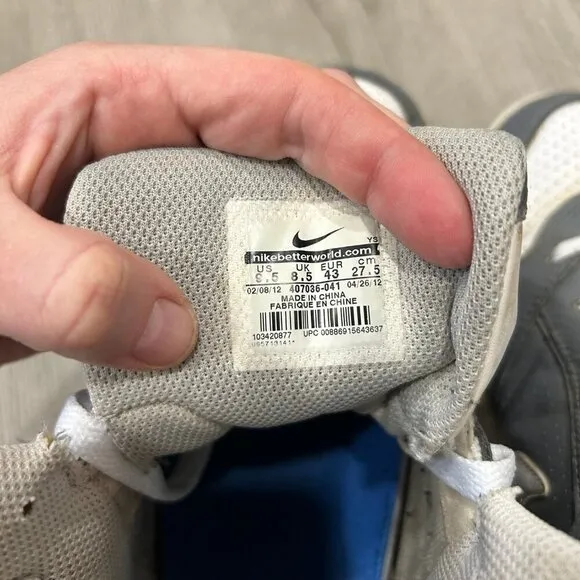 YS
nikebetterworld.com
US UK EUR cm
9.5 8.5 43 27.5
02/08/12 407036-041 04/26/12
MADE IN CHINA
FABRIQUE EN CHINE
103420877 UPC 00886915643637